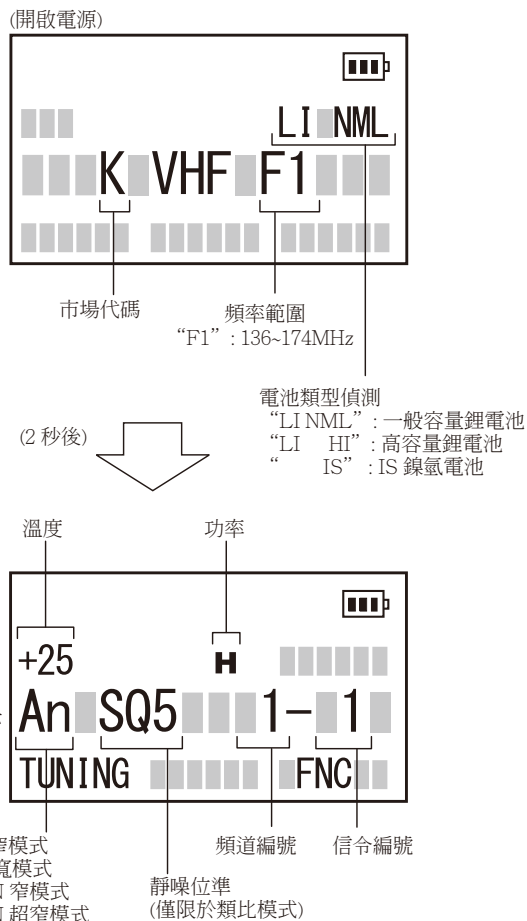 (開啟電源)
LI NML
K VHF F1
市場代碼
頻率範圍
“F1” : 136~174MHz
電池類型偵測
“LI NML” : 一般容量鋰電池
“LI HI” : 高容量鋰電池
“ IS” : IS 鎳氫電池
(2 秒後)
溫度
功率
+25
H
An SQ5 1- 1
TUNING FNC
窄模式
寬模式
窄模式
超窄模式
靜噪位準
(僅限於類比模式)
頻道編號
信令編號